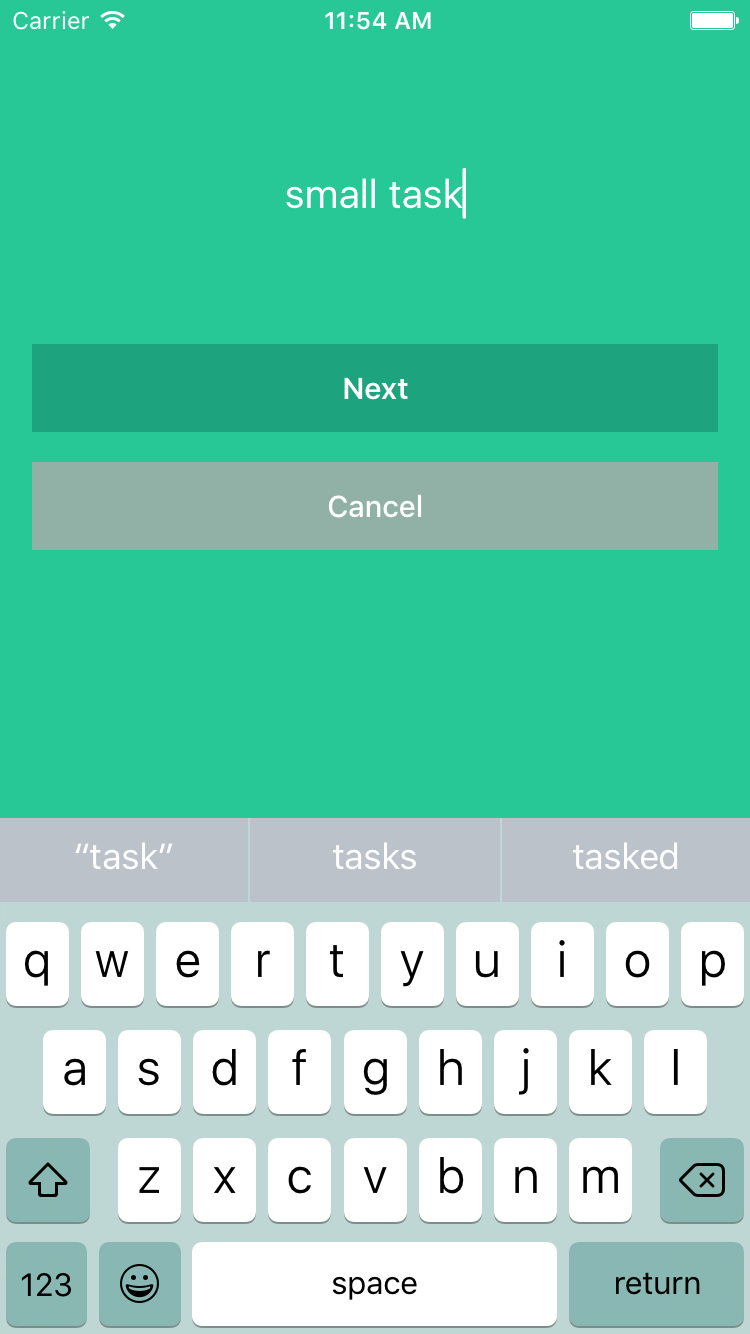 Carrier 11:54 AM
small task
Next
Cancel
“task” tasks tasked
q w e r t y u i o p
a s d f g h j k l
z x c v b n m
123 space return